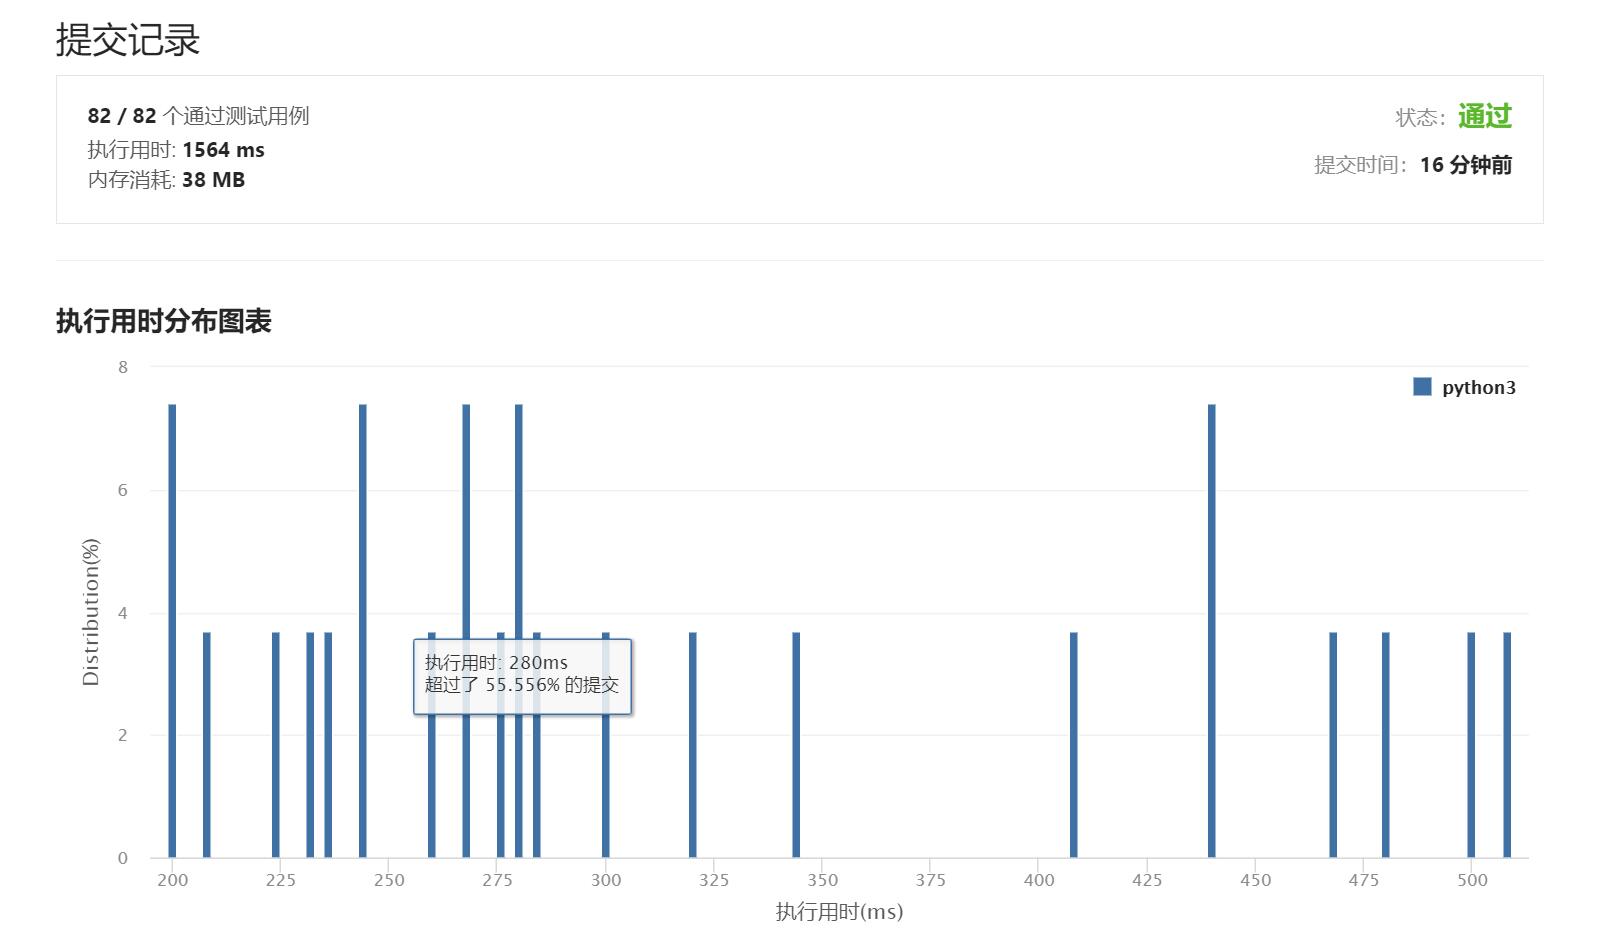 提交记录
82 / 82 个通过测试用例
状态：通过
执行用时: 1564 ms
提交时间：16 分钟前
内存消耗: 38 MB
执行用时分布图表
8
python3
6
4
2
0
Distribution(%)
执行用时: 280ms
超过了 55.556% 的提交
200 225 250 275 300 325 350 375 400 425 450 475 500
执行用时(ms)